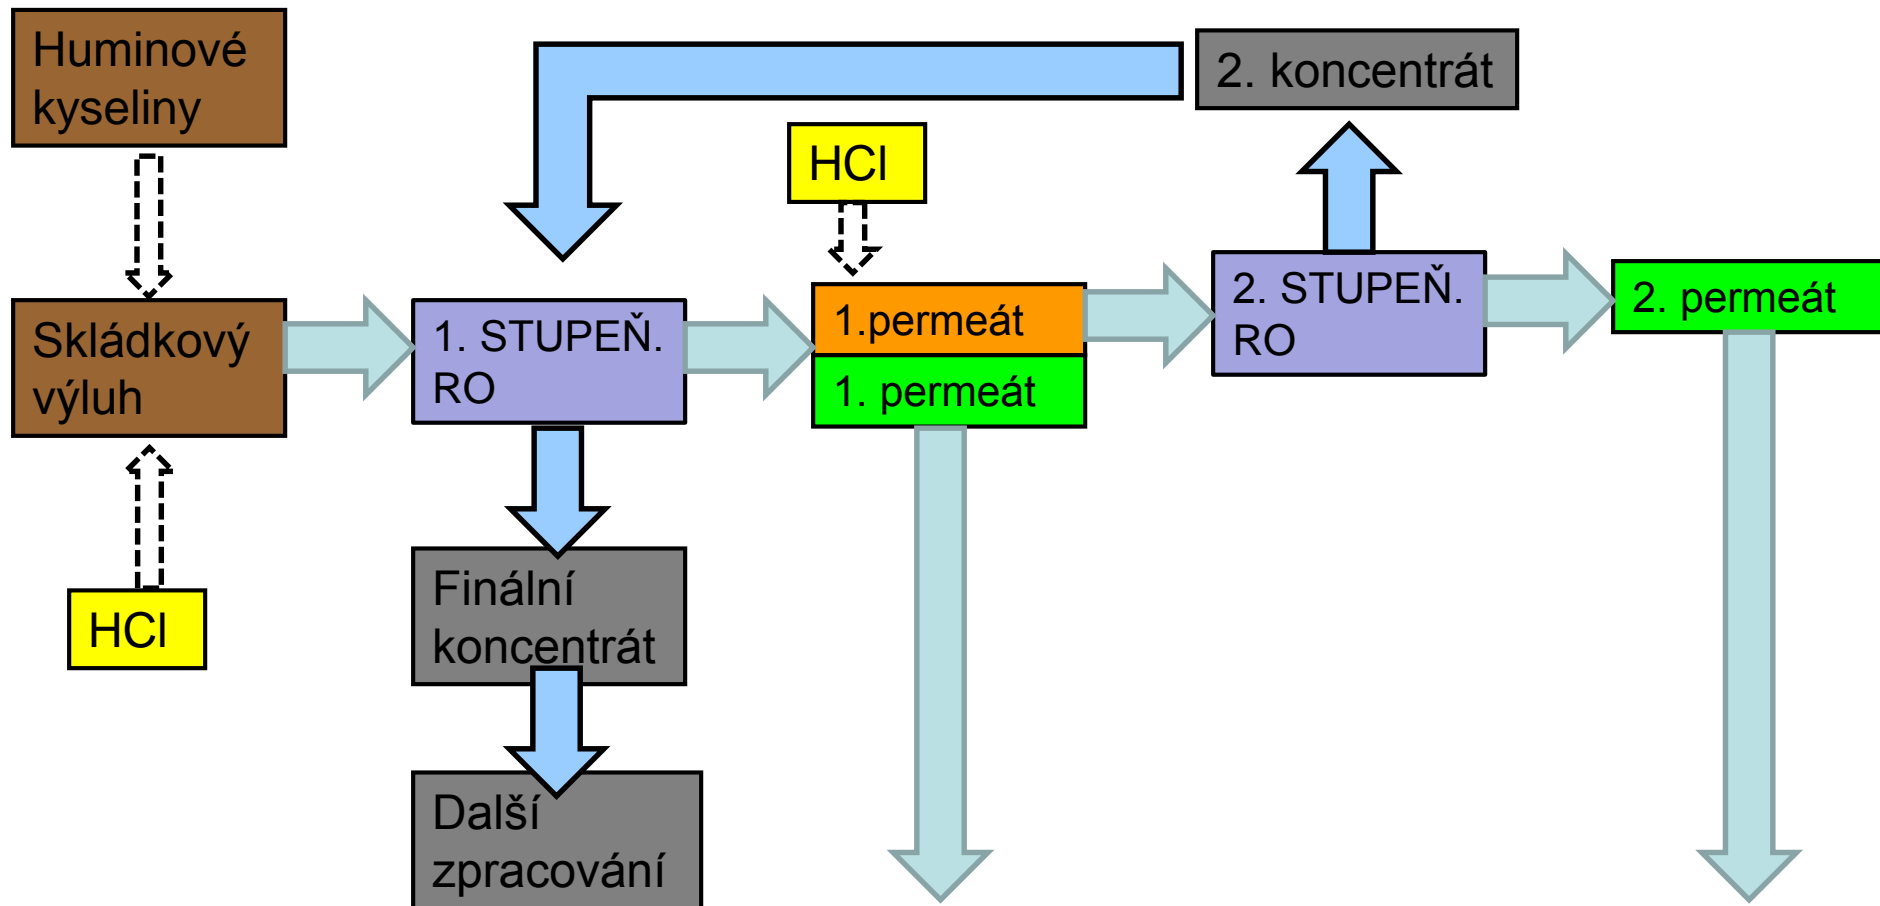 Huminové
kyseliny
2. koncentrát
HCl
Skládkový
výluh
1. STUPEŇ.
RO
1.permeát
1. permeát
2. STUPEŇ.
RO
2. permeát
HCl
Finální
koncentrát
Další
zpracování